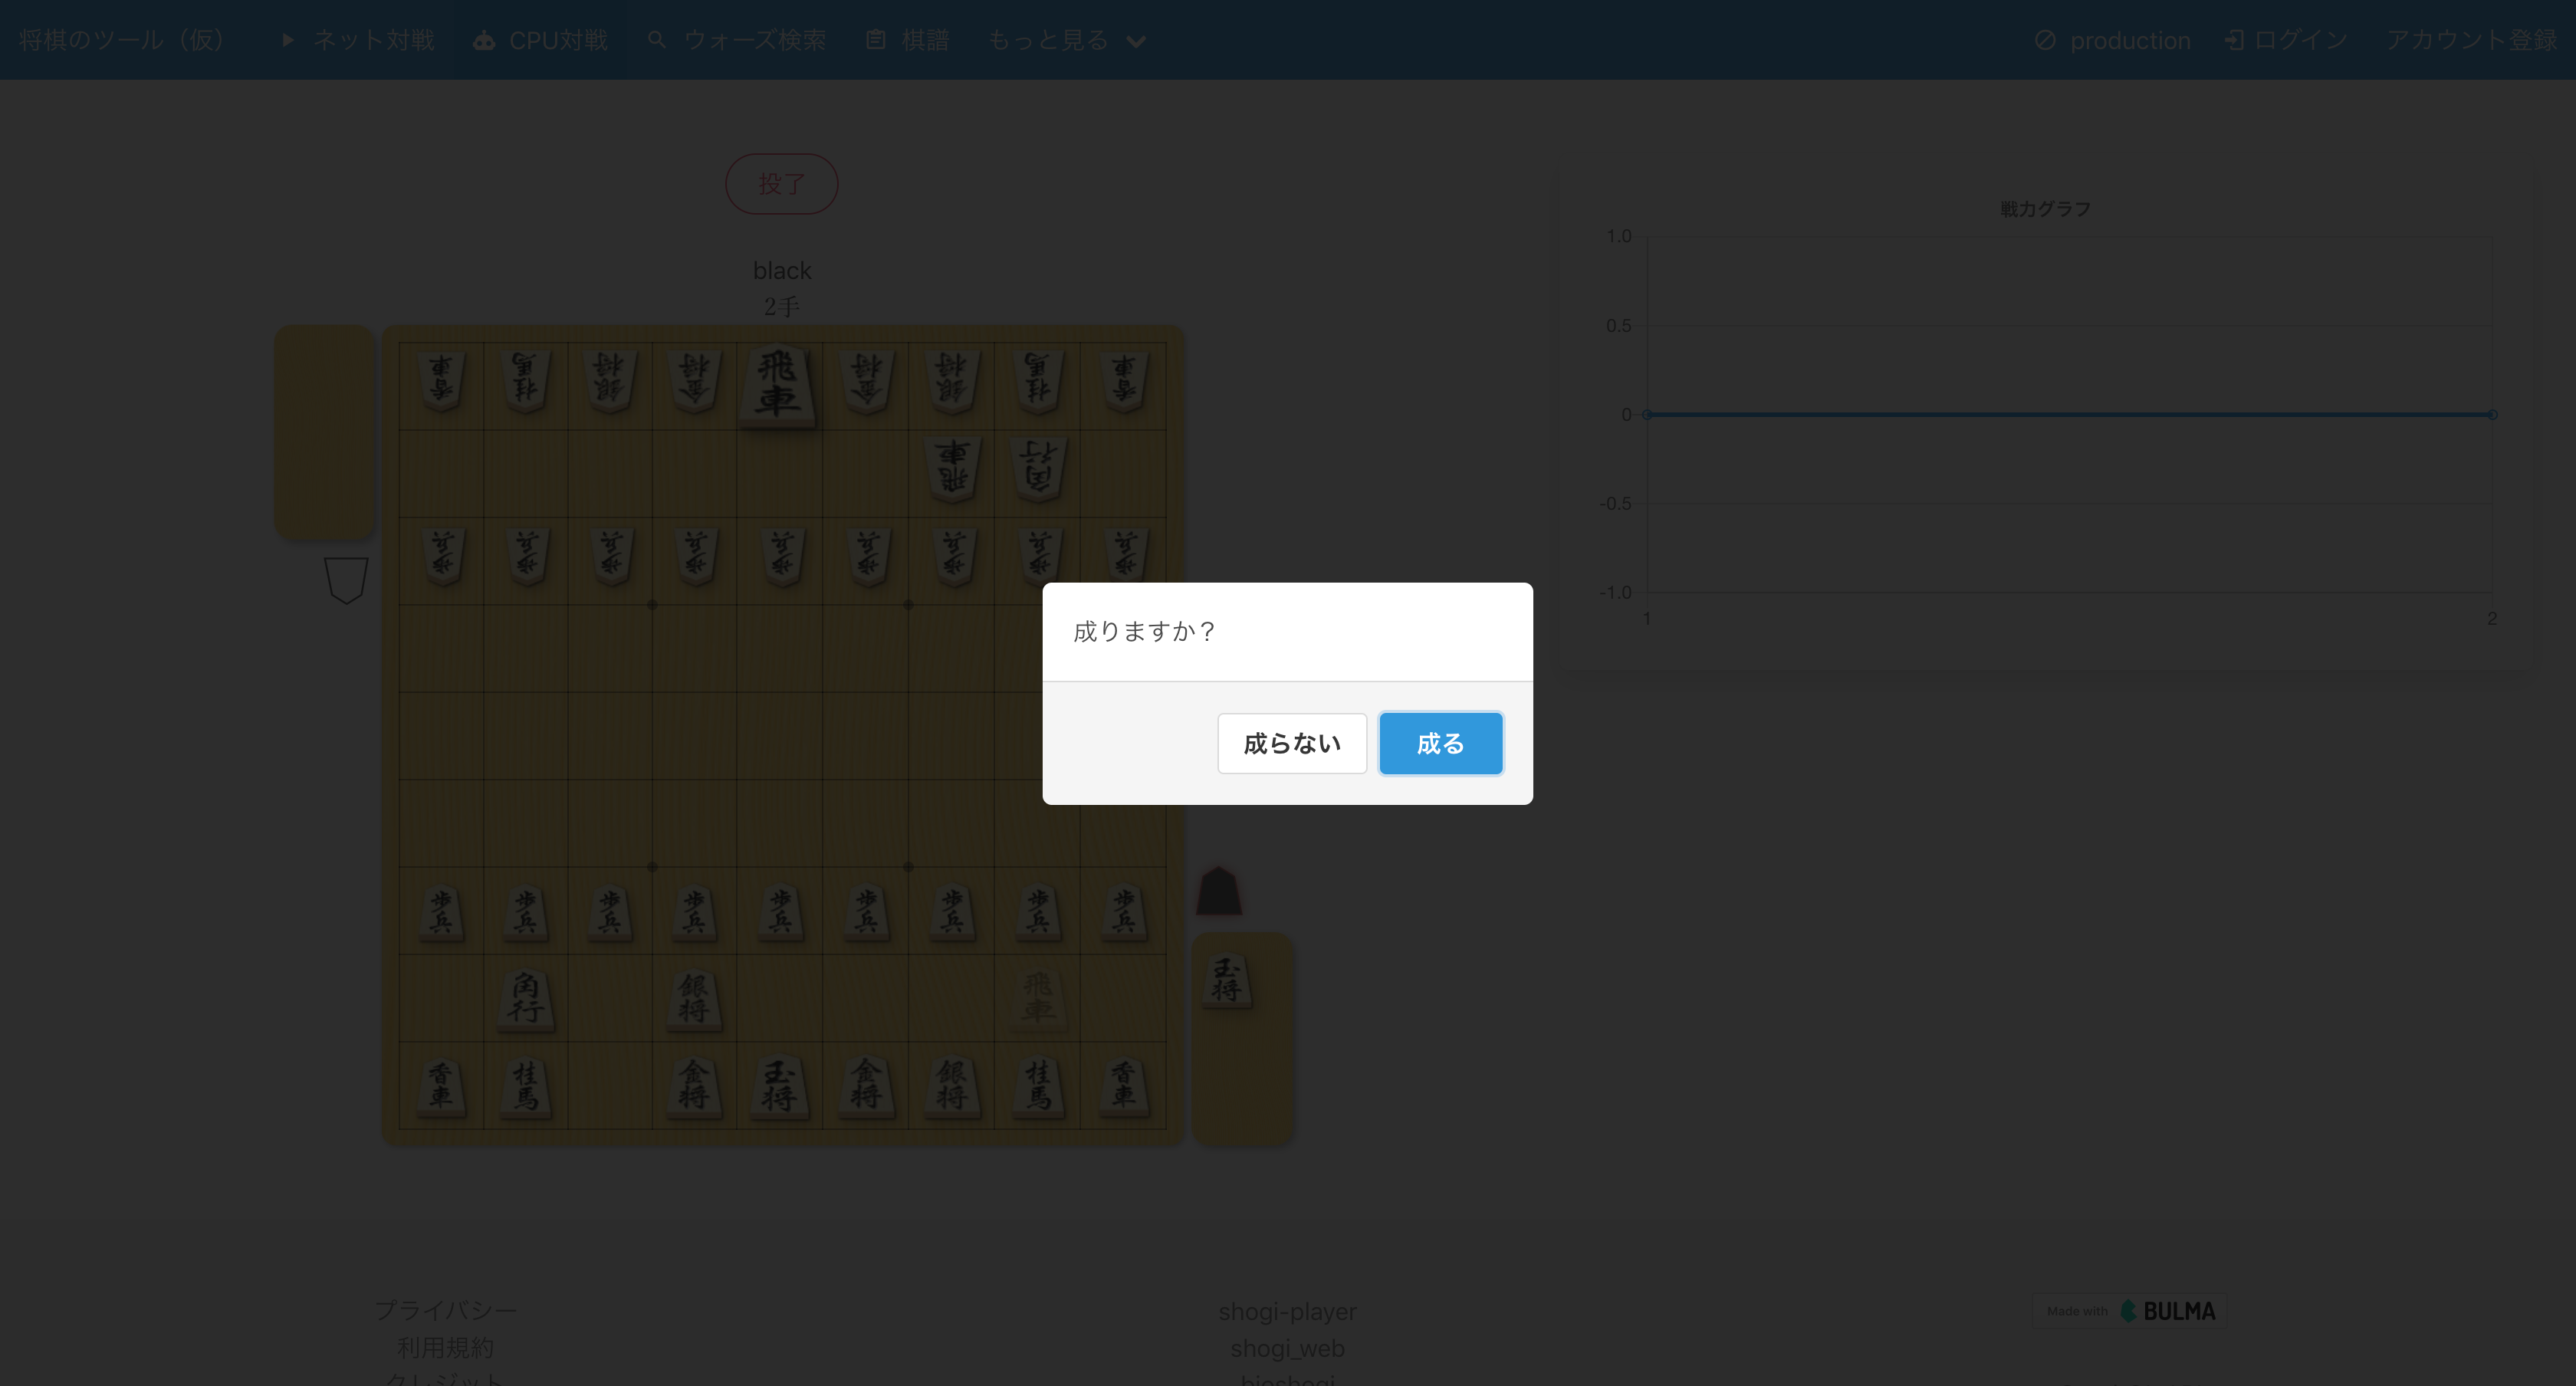 将棋のツール（仮） ネット対戦 CPU対戦 ウォーズ検索 棋譜 もっと見る production ログイン アカウント登録
投了
戦力グラフ
1.0
0.5
0
-0.5
-1.0
1 2
black
2手
香車 桂馬 銀将 金将 飛車 金将 銀将 桂馬 香車
飛車 角行
歩兵 歩兵 歩兵 歩兵 歩兵 歩兵 歩兵 歩兵 歩兵
成りますか？
成らない 成る
歩兵 歩兵 歩兵 歩兵 歩兵 歩兵 歩兵 歩兵 歩兵
角行 銀将 飛車 玉将
香車 桂馬 金将 玉将 金将 銀将 桂馬 香車
プライバシー
利用規約
クレジット
shogi-player
shogi_web
bioshogi
Made with BULMA